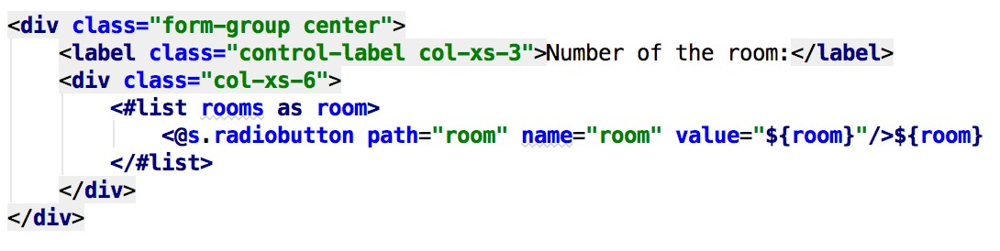 <div class="form-group center">
    <label class="control-label col-xs-3">Number of the room:</label>
    <div class="col-xs-6">
        <#list rooms as room>
            <@s.radiobutton path="room" name="room" value="${room}"/>${room}
        </#list>
    </div>
</div>